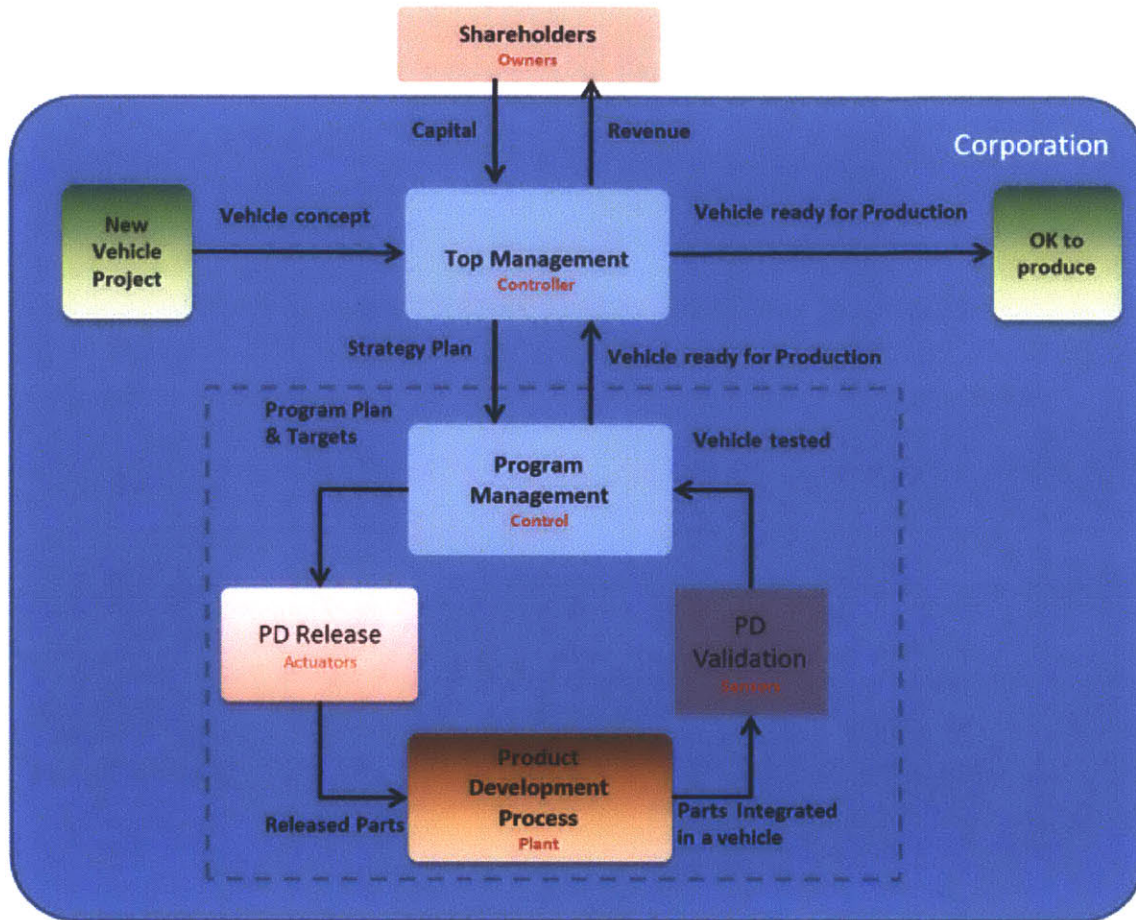 Shareholders
Owners
Capital
Revenue
Corporation
New
Vehicle
Project
Vehicle concept
Top Management
Controller
Vehicle ready for Production
OK to
produce
Strategy Plan
Vehicle ready for Production
Program Plan
& Targets
Program
Management
Control
Vehicle tested
PD Release
Actuators
PD
Validation
Sensors
Product
Development
Process
Plant
Released Parts
Parts Integrated
in a vehicle